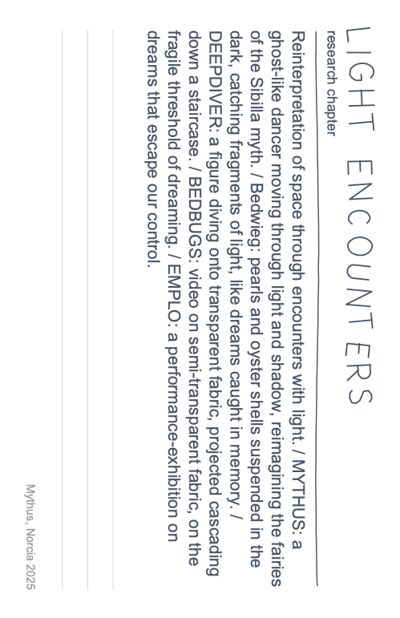 LIGHT ENCOUNTERS
research chapter
Reinterpretation of space through encounters with light. / MYTHUS: a
ghost-like dancer moving through light and shadow, reimagining the fairies
of the Sibilla myth. / Bedwieg: pearls and oyster shells suspended in the
dark, catching fragments of light, like dreams caught in memory. /
DEEPDIVER: a figure diving onto transparent fabric, projected cascading
down a staircase. / BEDBUGS: video on semi-transparent fabric, on the
fragile threshold of dreaming. / EMPLO: a performance-exhibition on
dreams that escape our control.
Mythus, Norcia 2025